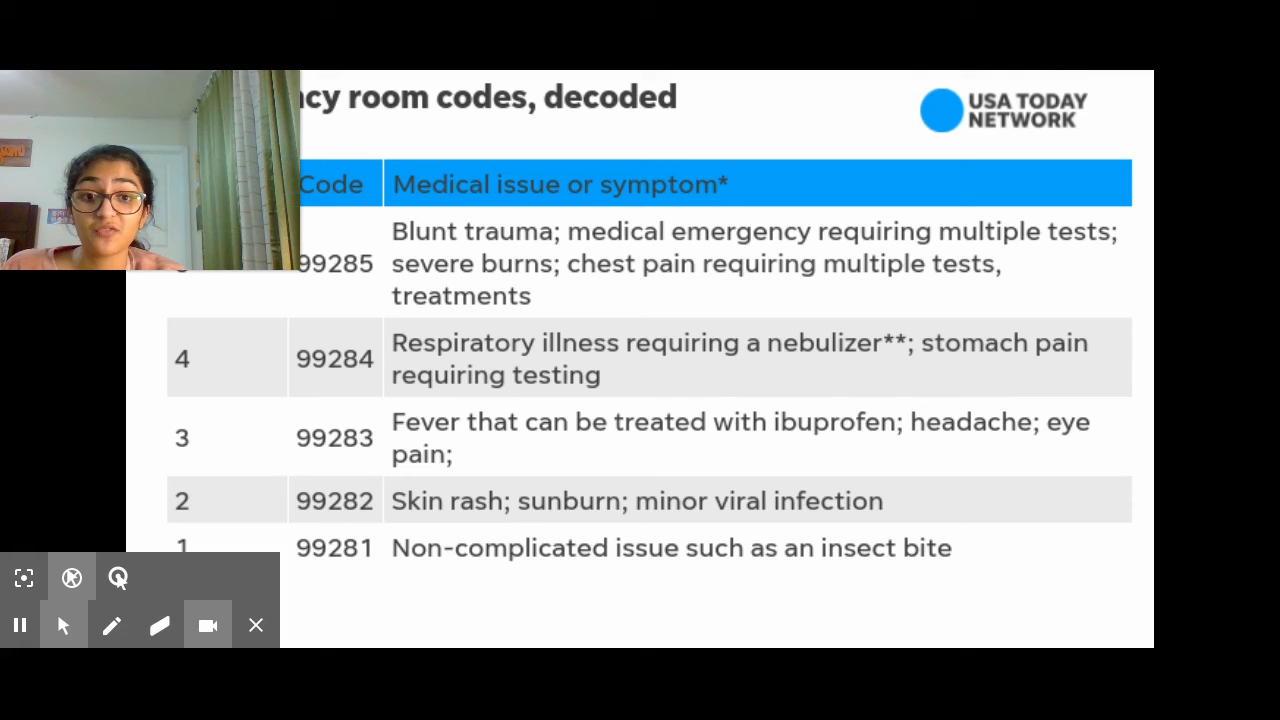 ncy room codes, decoded
USA TODAY
NETWORK
Code
Medical issue or symptom*
99285
Blunt trauma; medical emergency requiring multiple tests;
severe burns; chest pain requiring multiple tests,
treatments
4
99284
Respiratory illness requiring a nebulizer**; stomach pain
requiring testing
3
99283
Fever that can be treated with ibuprofen; headache; eye
pain;
2
99282
Skin rash; sunburn; minor viral infection
1
99281
Non-complicated issue such as an insect bite